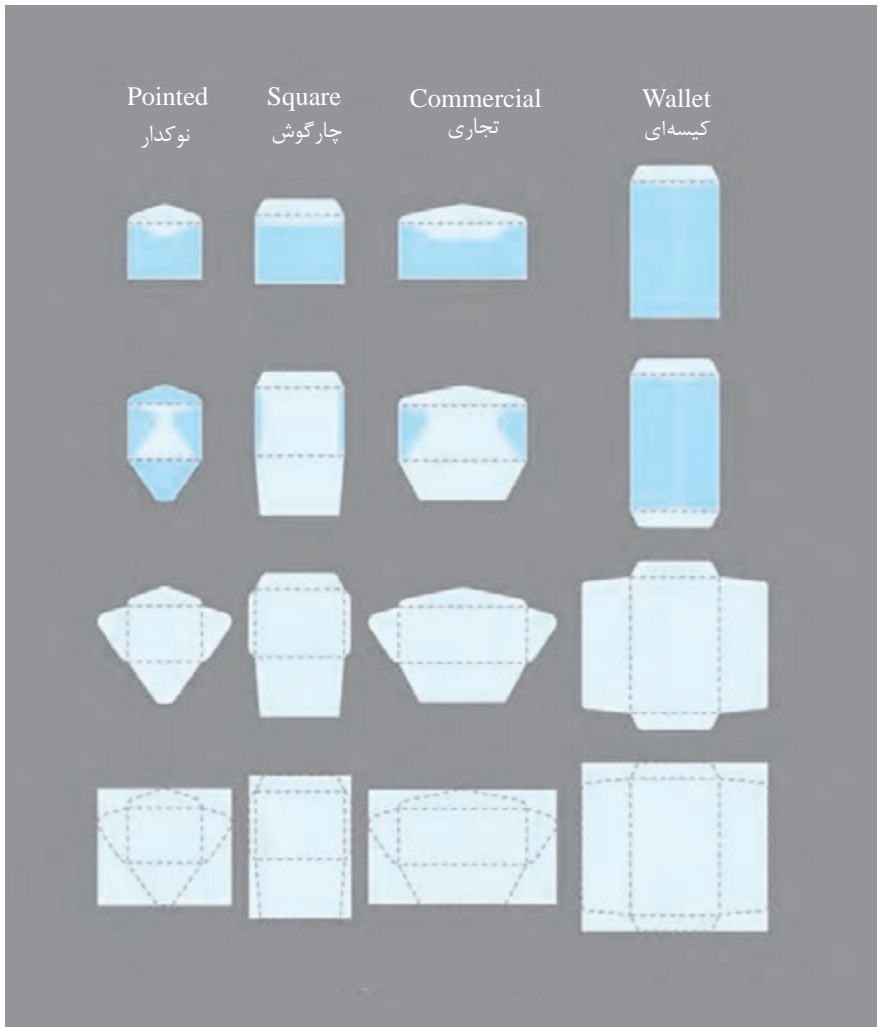 Pointed
نوکدار
Square
چارگوش
Commercial
تجاری
Wallet
کیسه‌ای